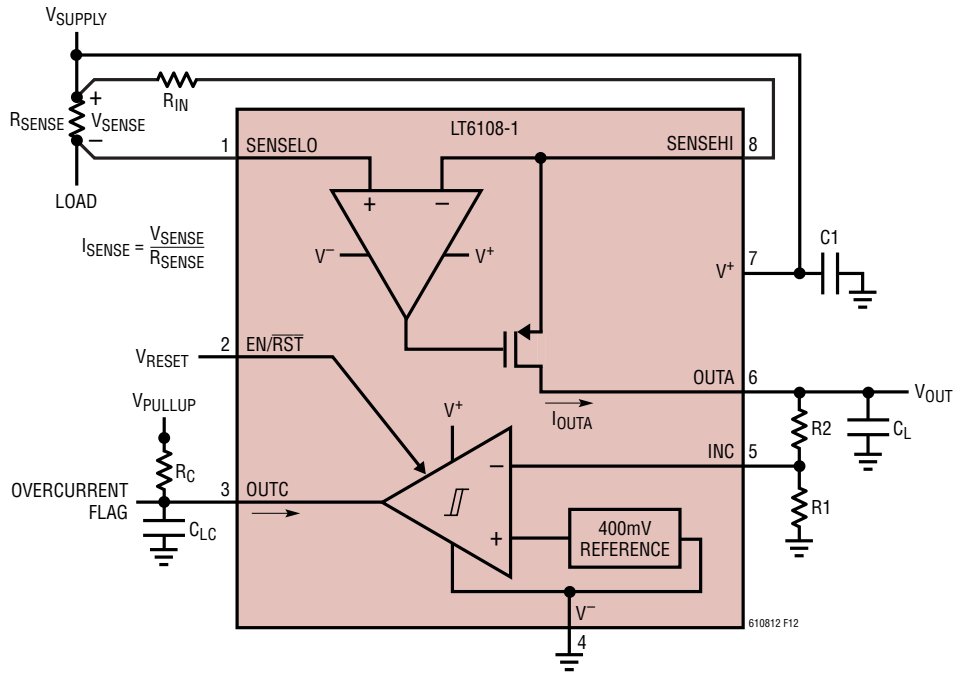 VSUPPLY
RIN
+
RSENSE
VSENSE
−
LOAD
ISENSE = VSENSE
RSENSE
LT6108-1
1
SENSELO
SENSEHI
8
+
−
V−
V+
C1
V+
7
2
EN/RST
VRESET
VPULLUP
RC
OVERCURRENT
FLAG
3
OUTC
CLC
IOUTA
OUTA
6
VOUT
R2
CL
INC
5
R1
V+
−
+
400mV
REFERENCE
V−
4
610812 F12